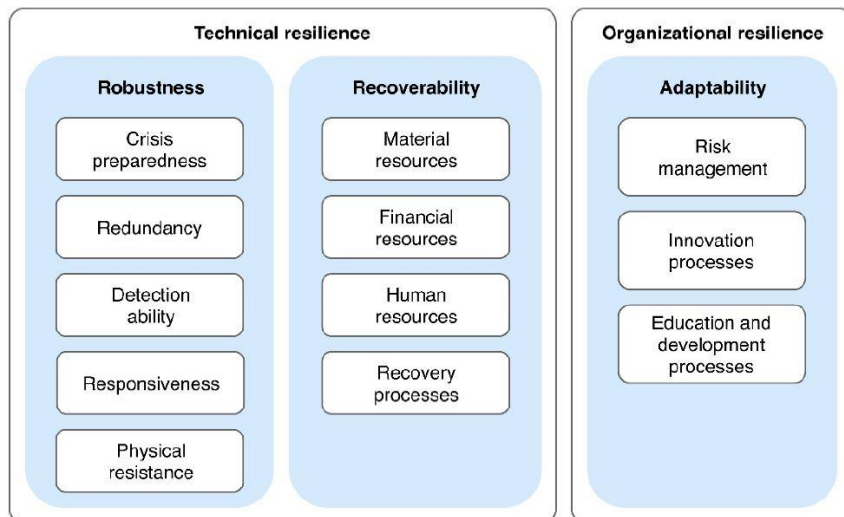 Technical resilience
Robustness
Crisis
preparedness
Redundancy
Detection
ability
Responsiveness
Physical
resistance
Recoverability
Material
resources
Financial
resources
Human
resources
Recovery
processes
Organizational resilience
Adaptability
Risk
management
Innovation
processes
Education and
development
processes